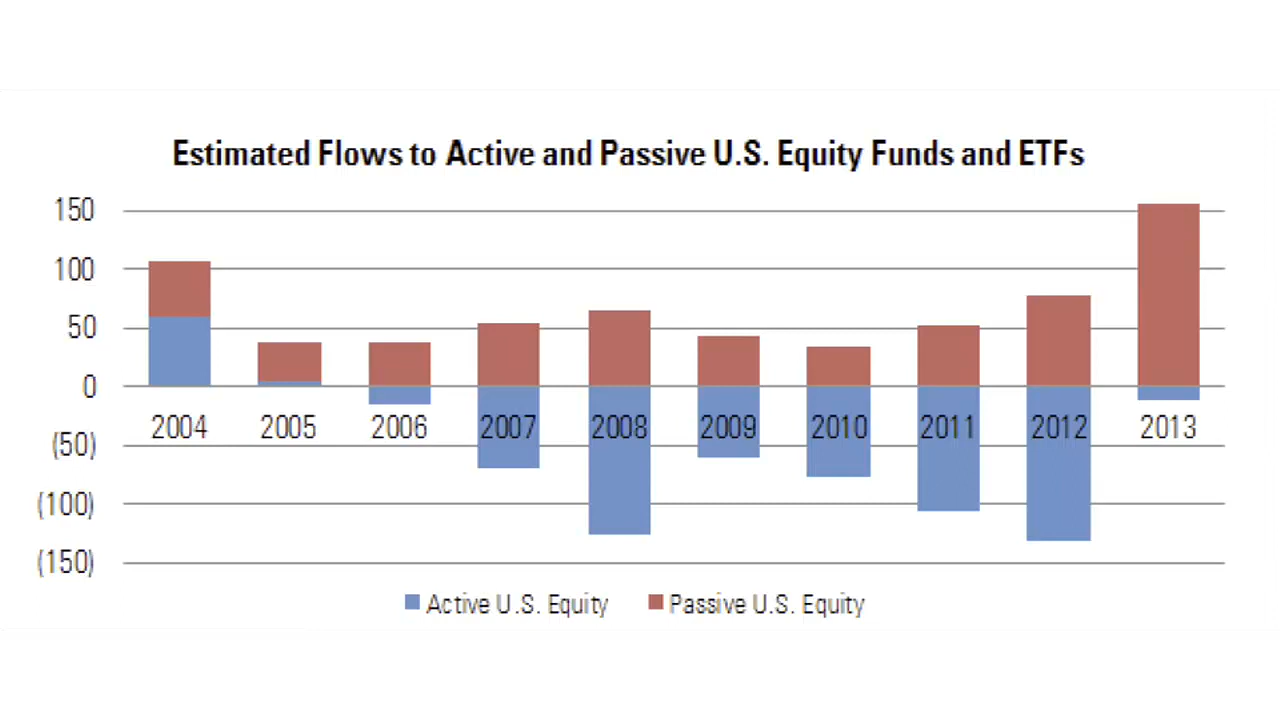 Estimated Flows to Active and Passive U.S. Equity Funds and ETFs
150
100
50
0
2004 2005 2006 2007 2008 2009 2010 2011 2012 2013
(50)
(100)
(150)
Active U.S. Equity Passive U.S. Equity